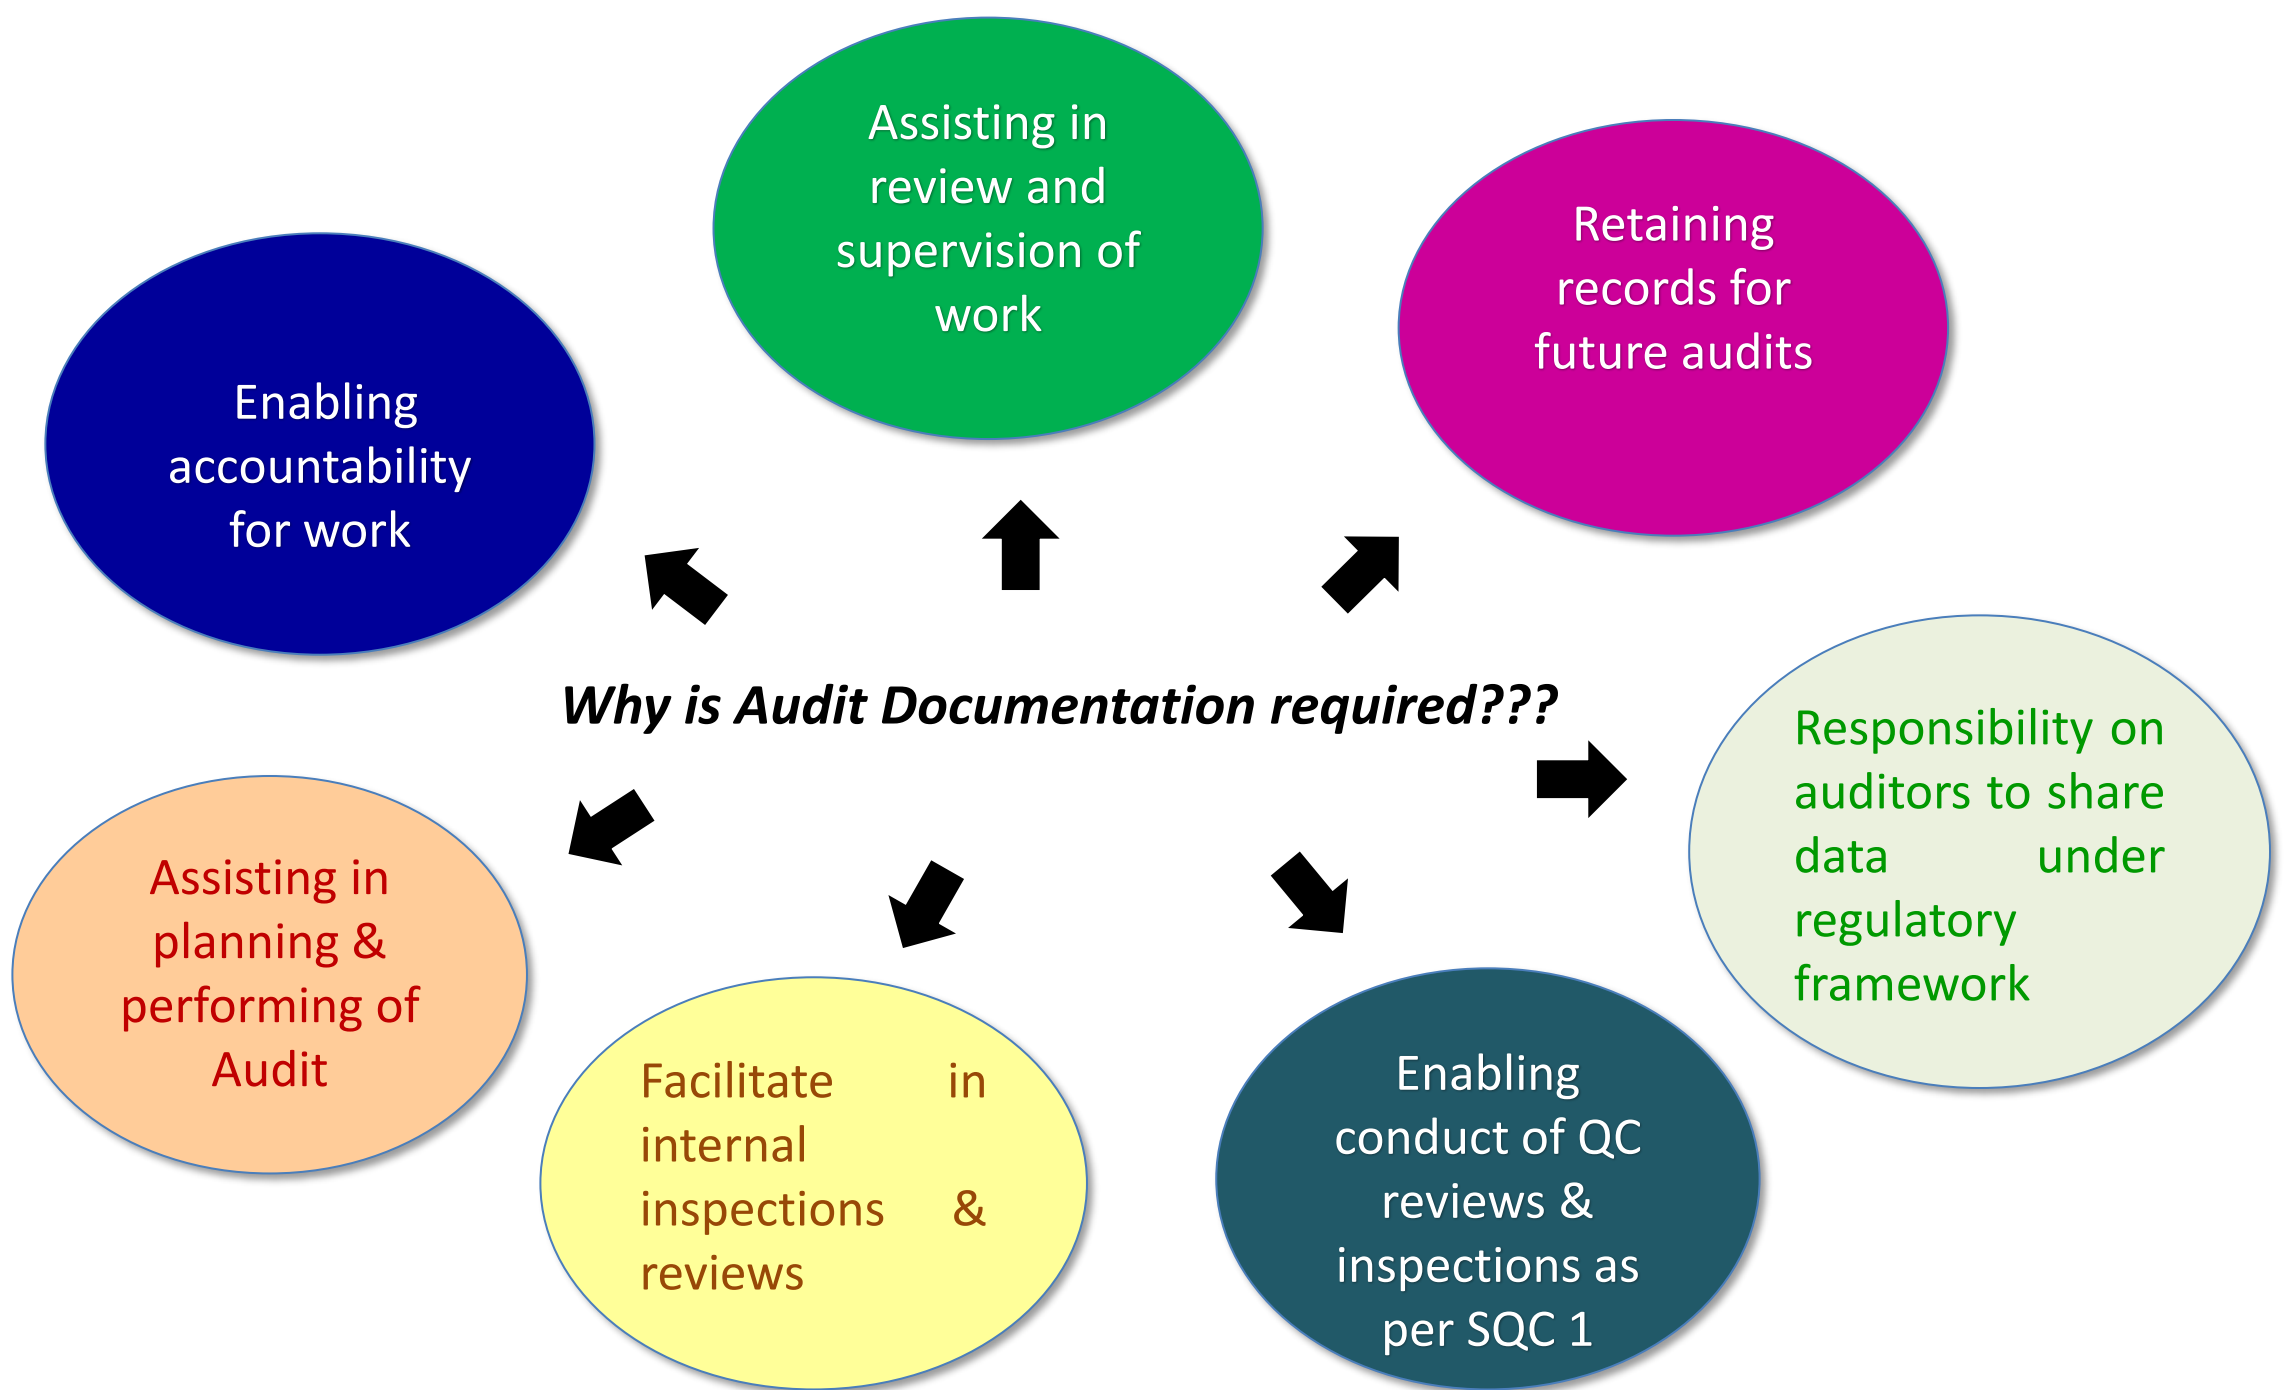 Assisting in
review and
supervision of
work
Retaining
records for
future audits
Enabling
accountability
for work
Why is Audit Documentation required???
Responsibility on
auditors to share
data under
regulatory
framework
Assisting in
planning &
performing of
Audit
Facilitate in
internal
inspections &
reviews
Enabling
conduct of QC
reviews &
inspections as
per SQC 1